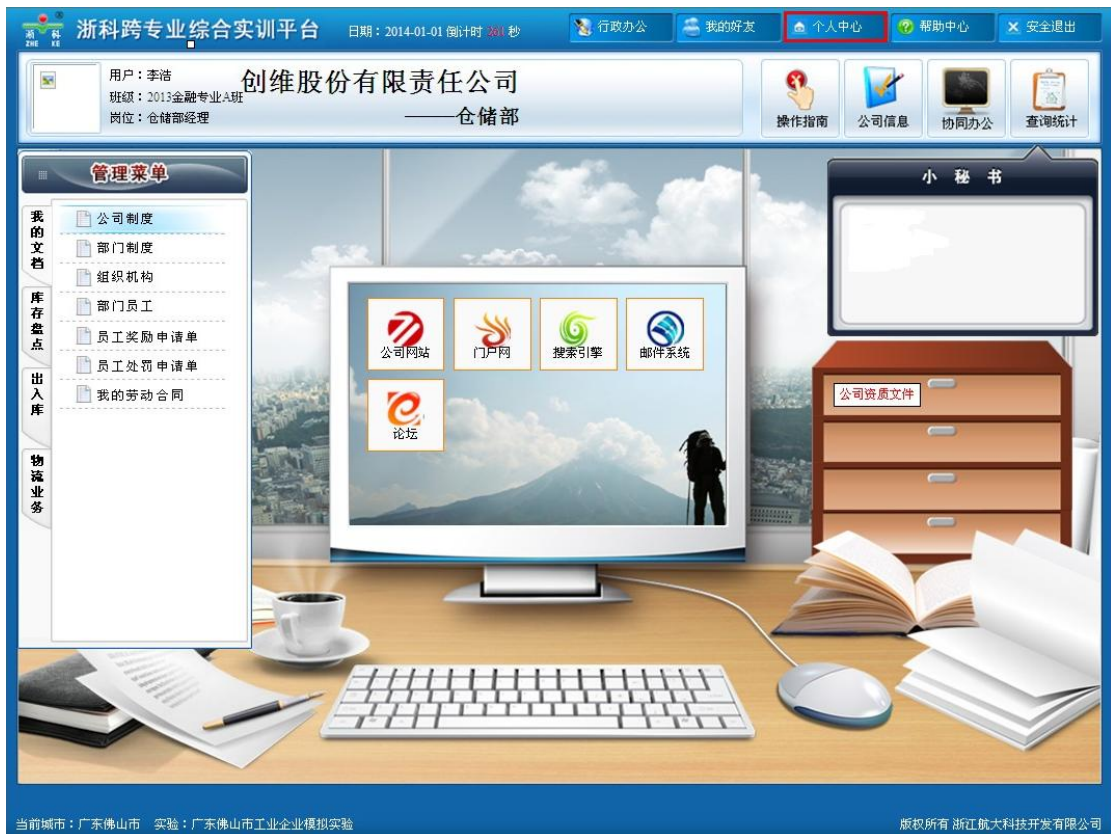 浙科
ZHE KE
浙科跨专业综合实训平台
日期：2014-01-01 倒计时 秒
行政办公
我的好友
个人中心
帮助中心
安全退出
用户：李浩
班级：2013金融专业A班
岗位：仓储部经理
创维股份有限责任公司
——仓储部
操作指南
公司信息
协同办公
查询统计
管理菜单
我的文档
库存盘点
出入库
物流业务
公司制度
部门制度
组织机构
部门员工
员工奖励申请单
员工处罚申请单
我的劳动合同
公司网站
门户网
搜索引擎
邮件系统
论坛
小秘书
公司资质文件
当前城市：广东佛山市 实验：广东佛山市工业企业模拟实验
版权所有 浙江航大科技开发有限公司